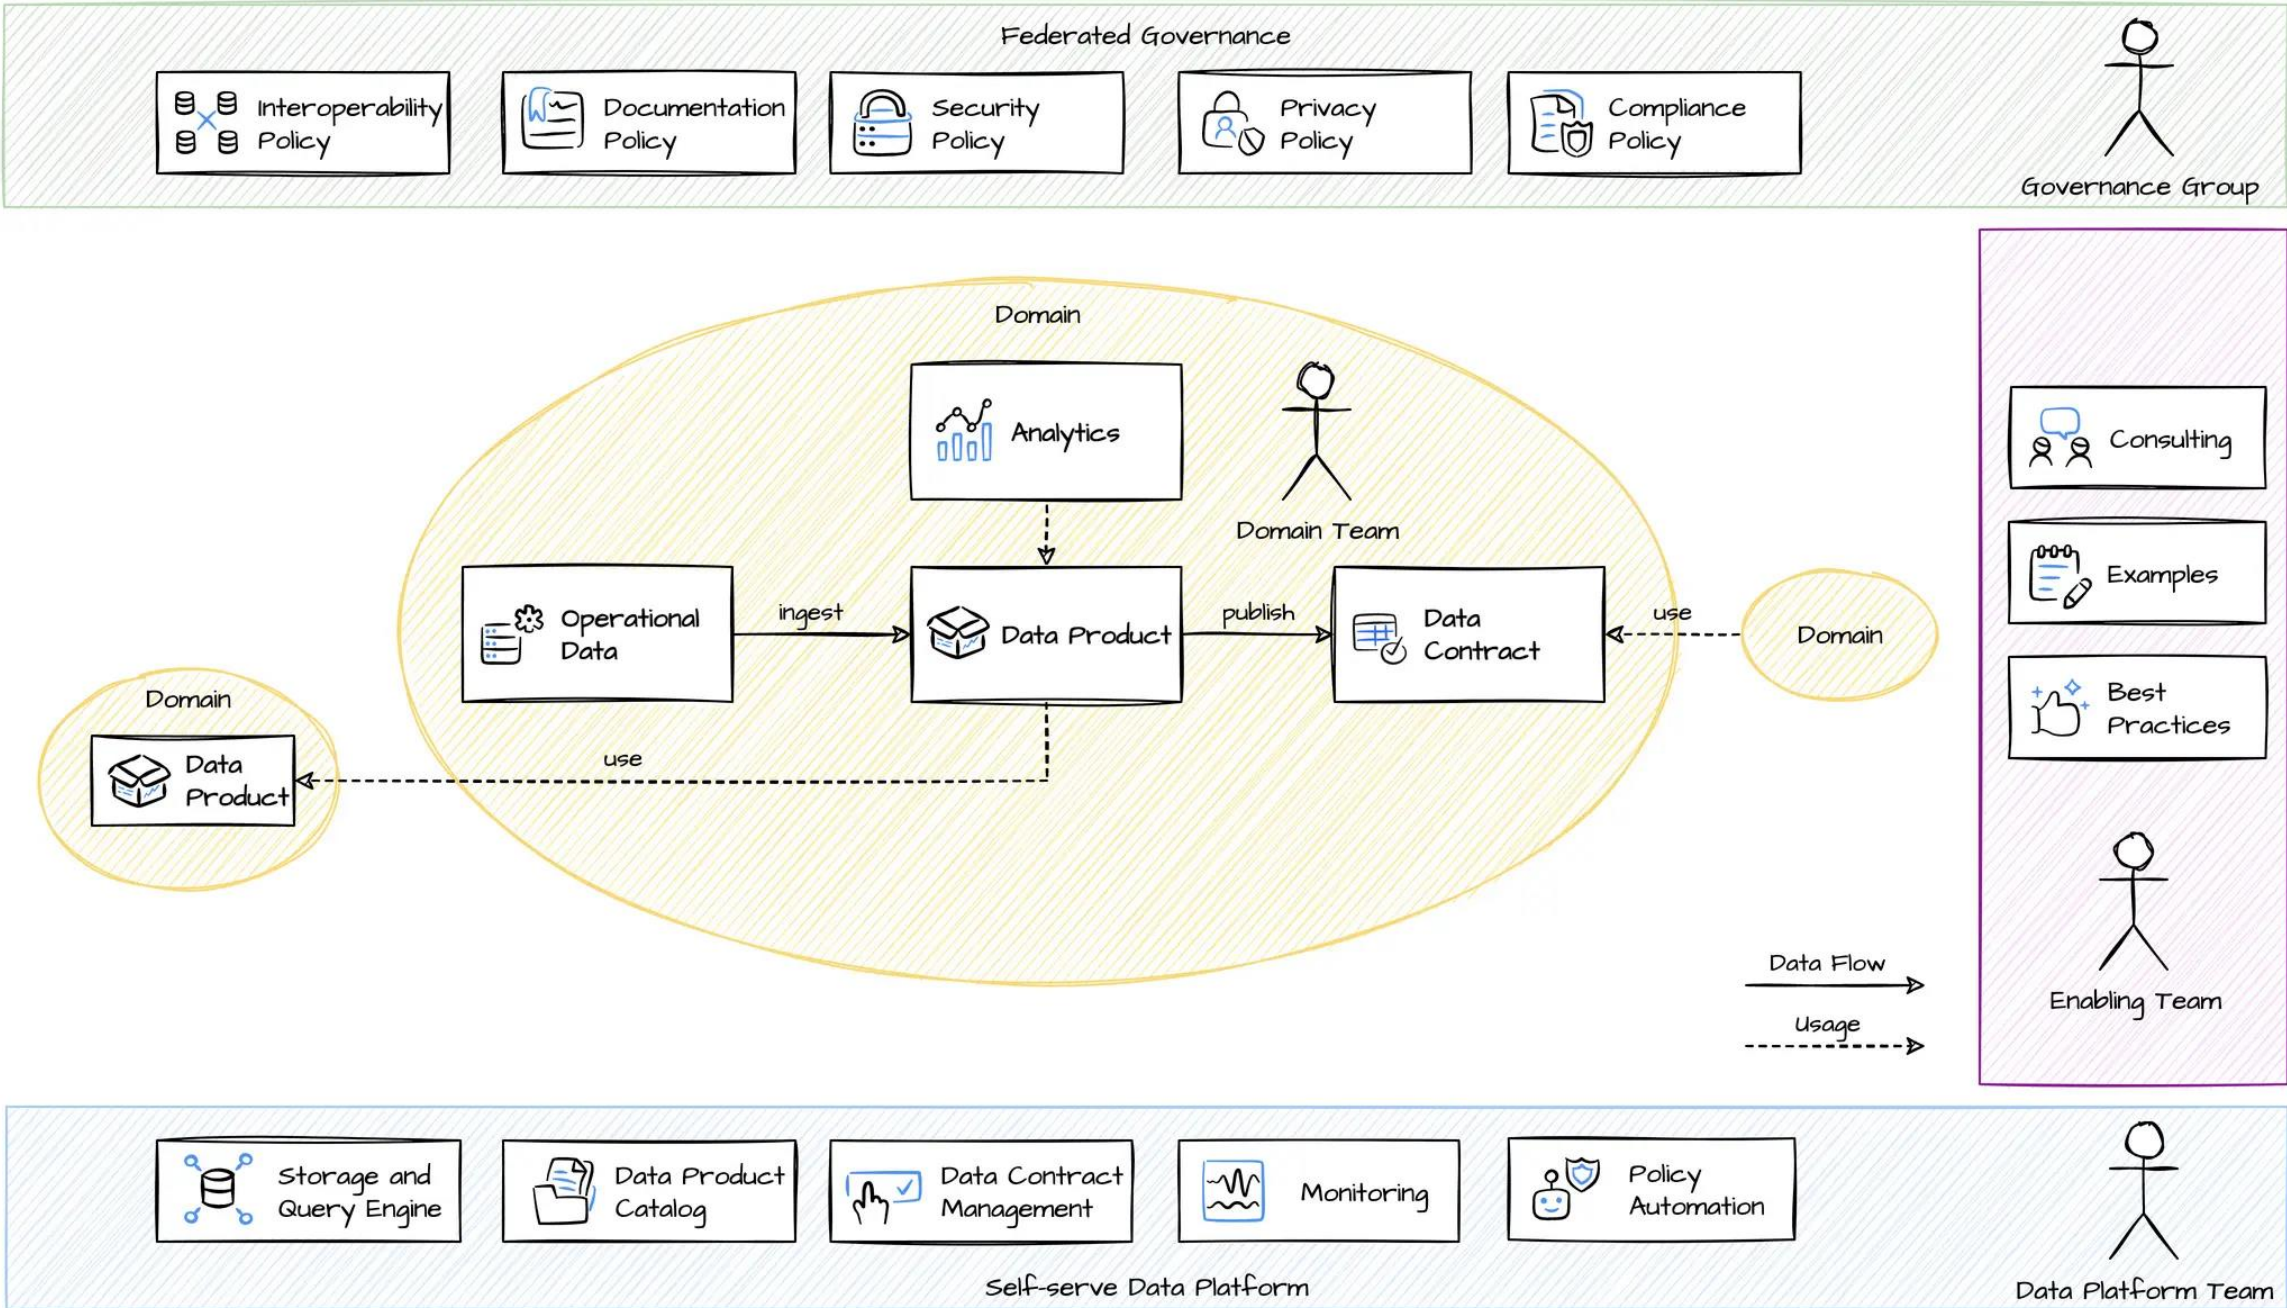 Federated Governance
Interoperability
Policy
Documentation
Policy
Security
Policy
Privacy
Policy
Compliance
Policy
Governance Group
Domain
Analytics
Domain Team
Operational
Data
ingest
Data Product
publish
Data
Contract
use
Domain
Domain
Data
Product
use
Consulting
Examples
Best
Practices
Enabling Team
Data Flow
Usage
Storage and
Query Engine
Data Product
Catalog
Data Contract
Management
Monitoring
Policy
Automation
Self-serve Data Platform
Data Platform Team